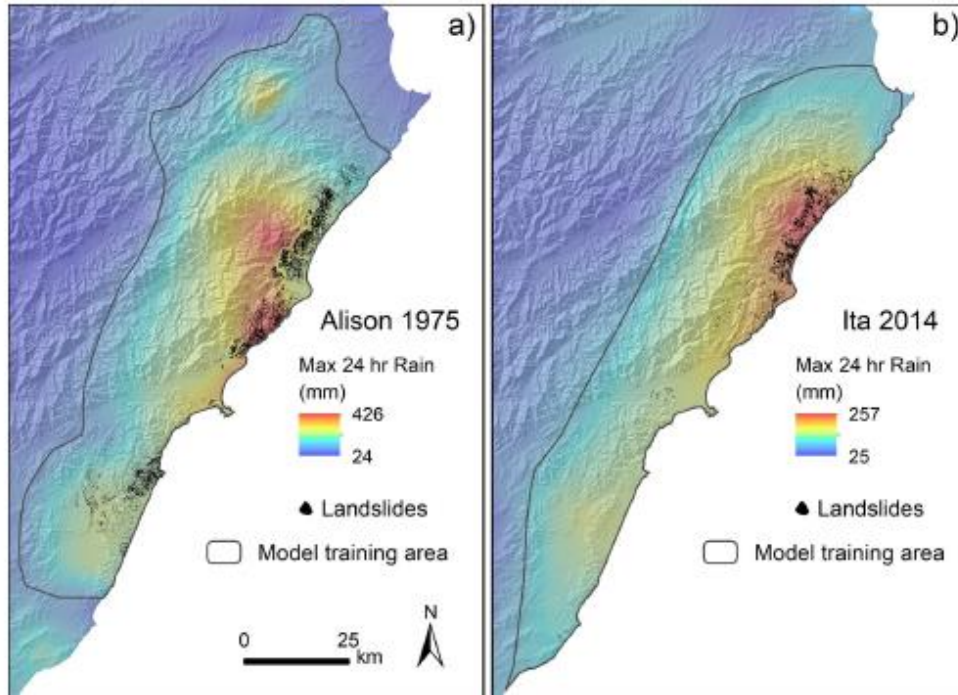 a)
Alison 1975
Max 24 hr Rain
(mm)
426
24
Landslides
Model training area
0 25
km
N
b)
Ita 2014
Max 24 hr Rain
(mm)
257
25
Landslides
Model training area